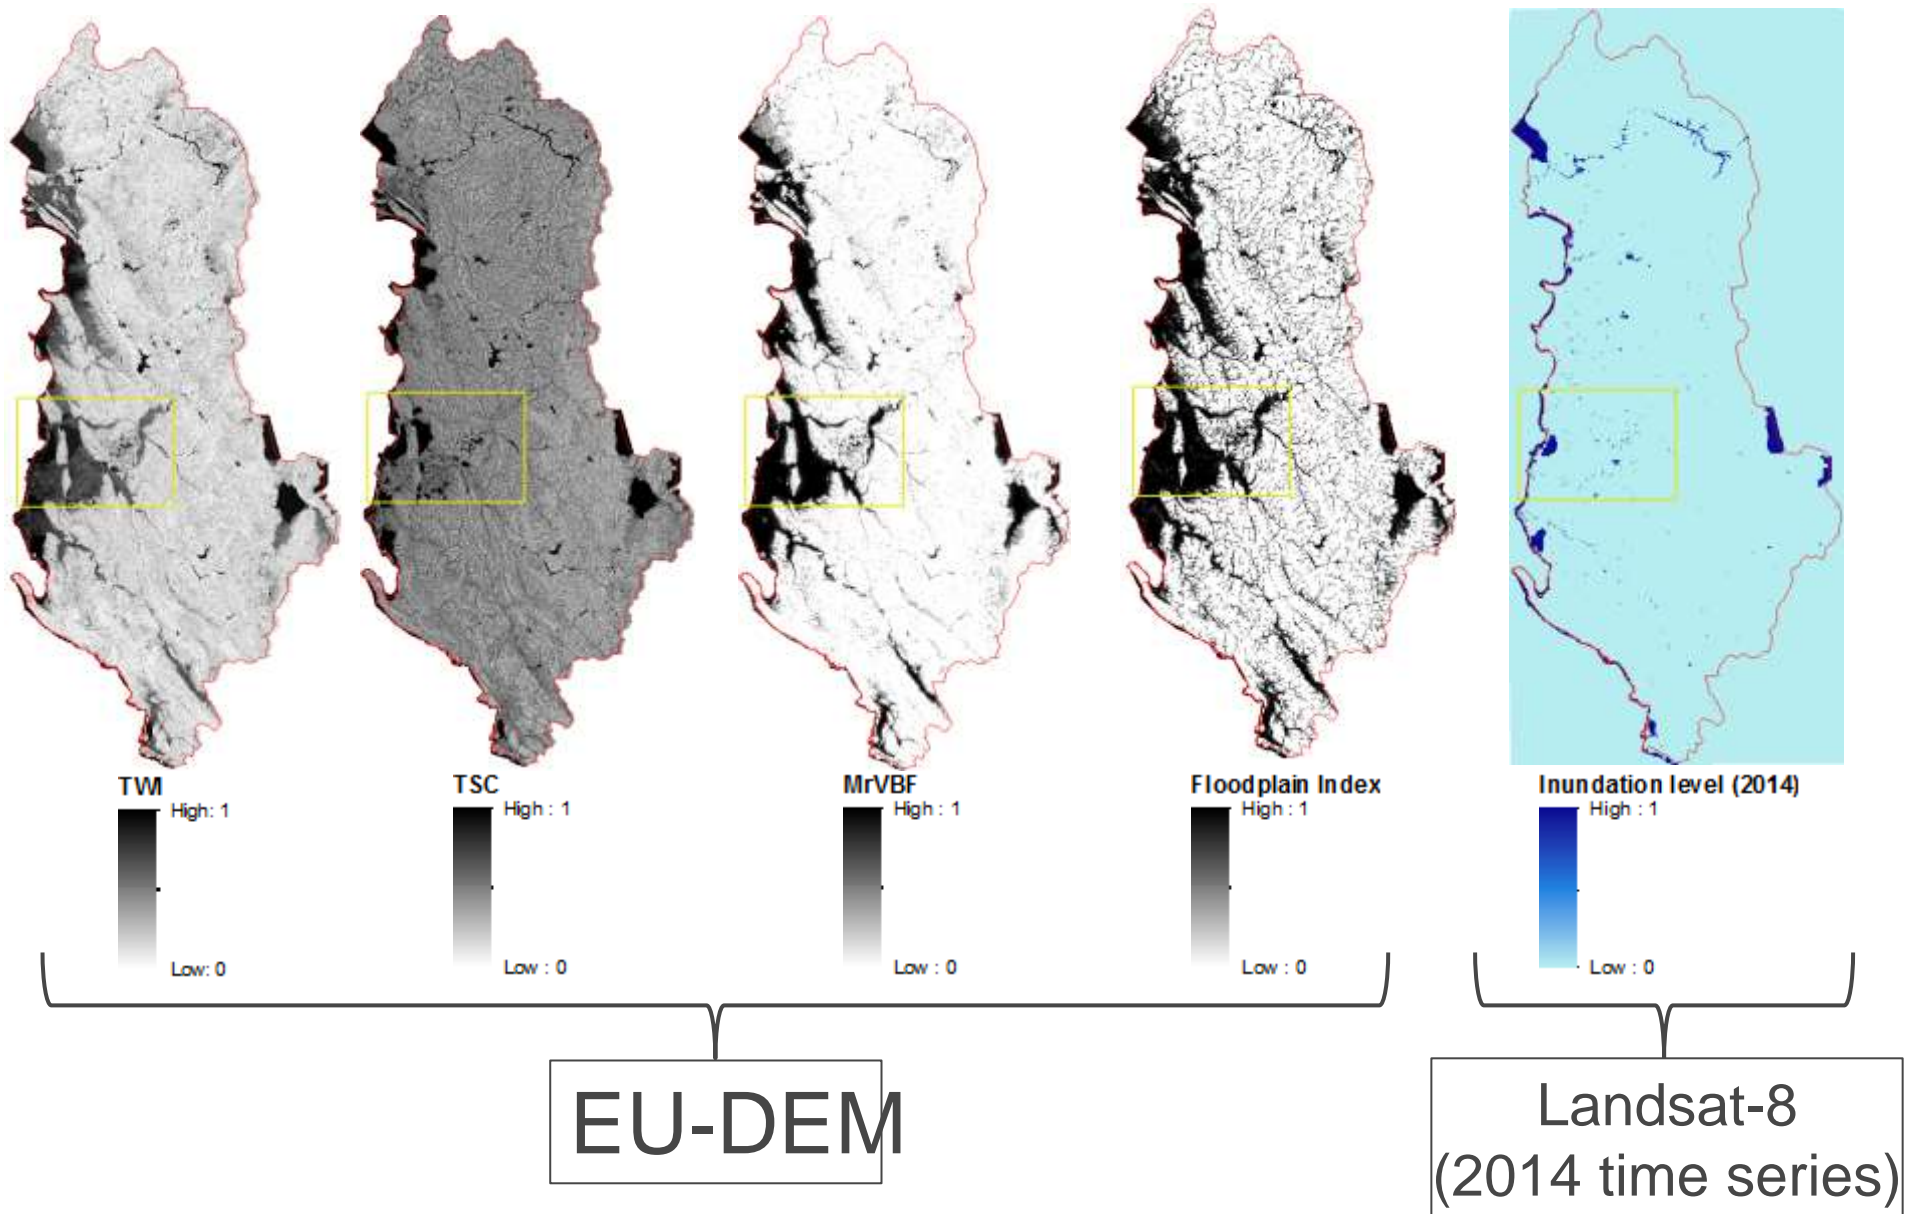 TWI
High: 1
Low: 0
TSC
High : 1
Low : 0
MrVBF
High : 1
Low : 0
Floodplain Index
High : 1
Low : 0
Inundation level (2014)
High : 1
Low : 0
EU-DEM
Landsat-8
(2014 time series)